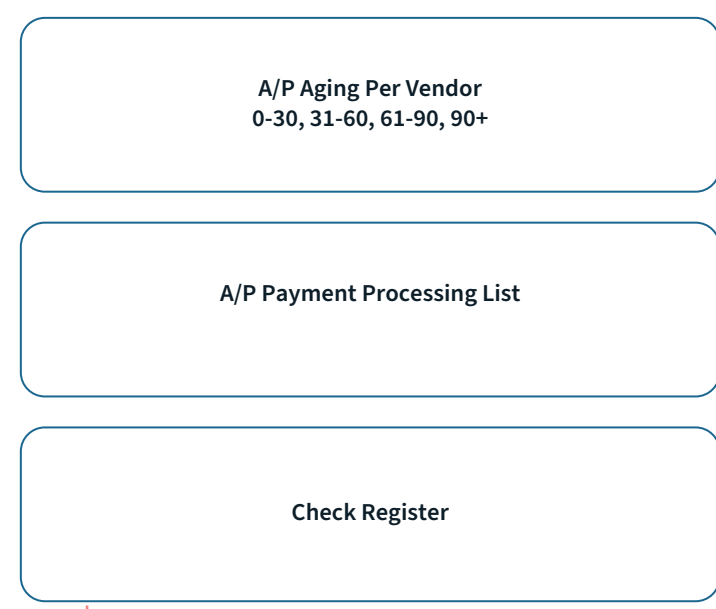 A/P Aging Per Vendor
0-30, 31-60, 61-90, 90+
A/P Payment Processing List
Check Register